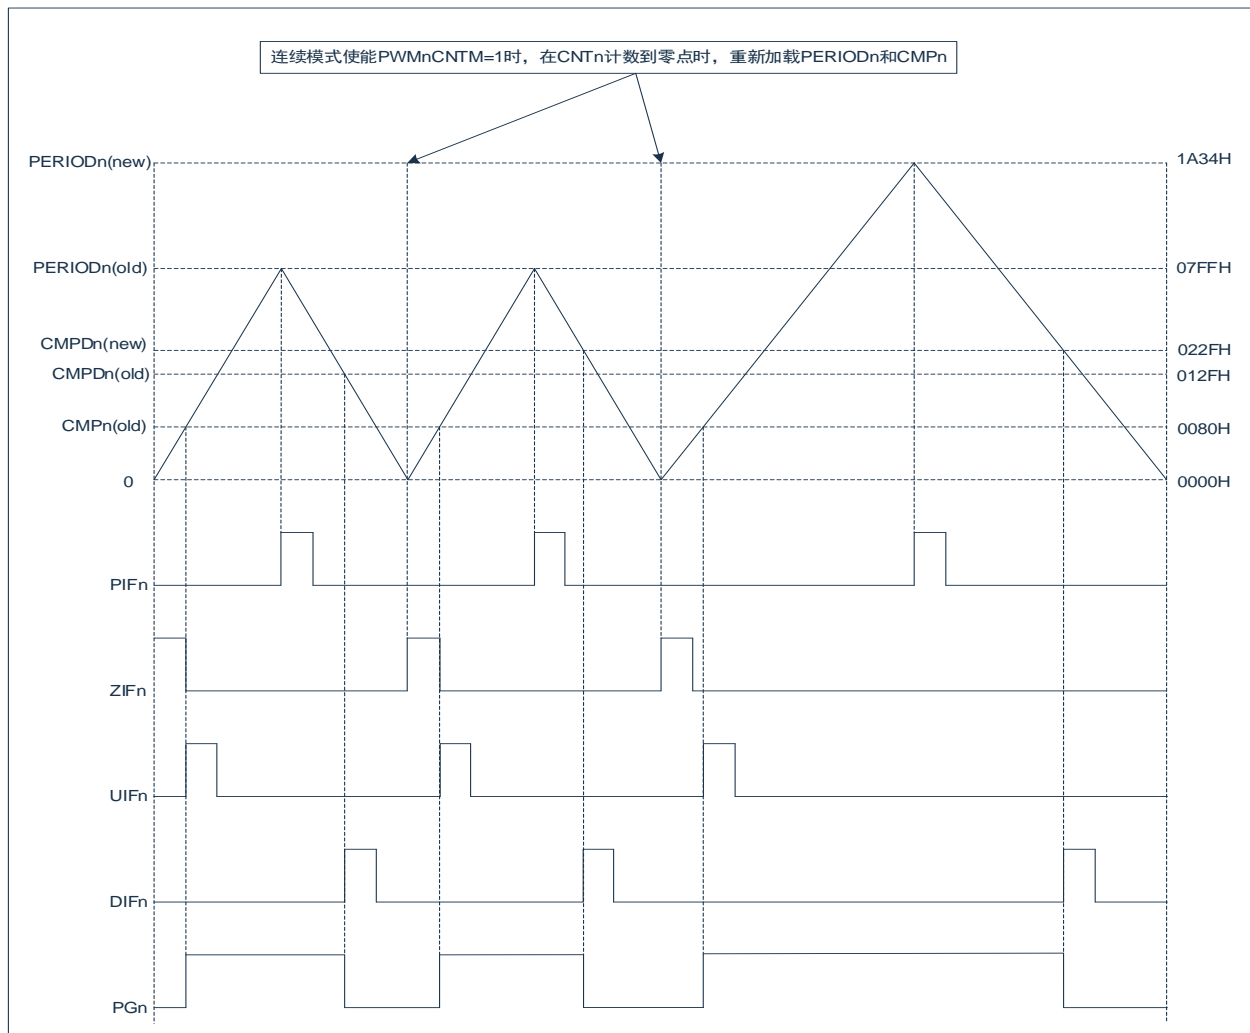 连续模式使能PWMnCNTM=1时，在CNTn计数到零点时，重新加载PERIODn和CMPn
PERIODn(new)
1A34H
PERIODn(old)
07FFH
CMPDn(new)
022FH
CMPDn(old)
012FH
CMPn(old)
0080H
0
0000H
PIFn
ZIFn
UIFn
DIFn
PGn